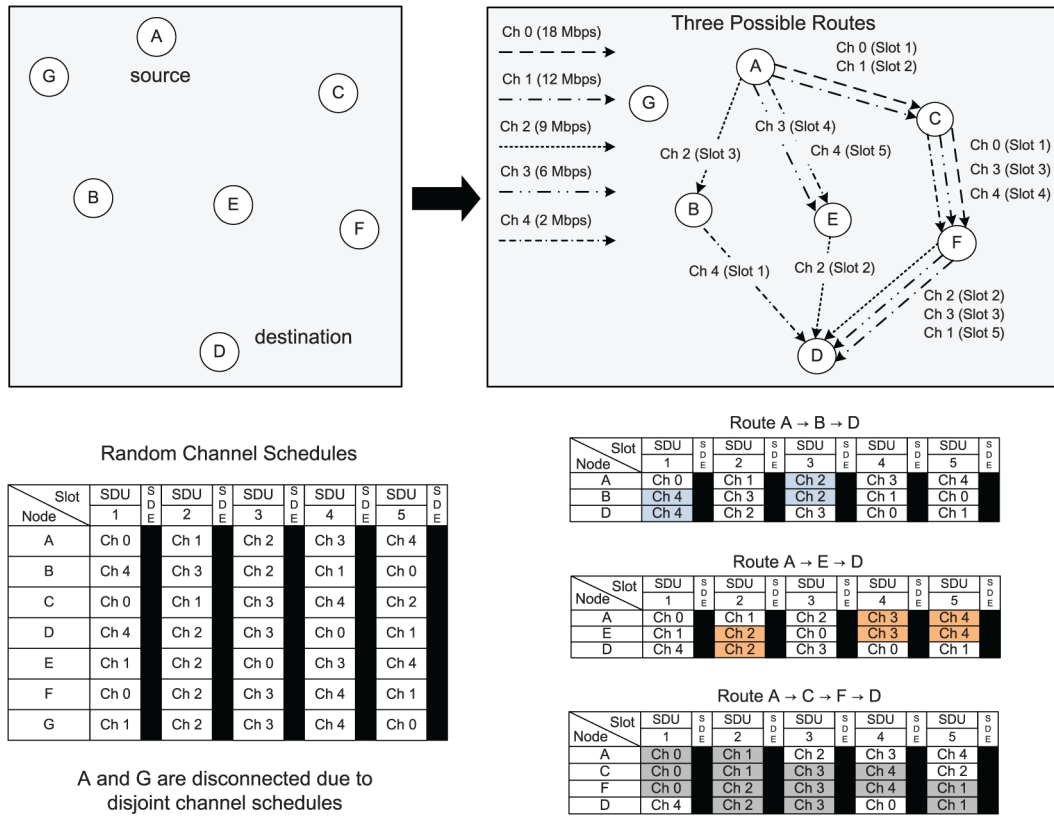 A
source
G
C
B
E
F
D
destination
Three Possible Routes
Ch 0 (18 Mbps)
Ch 1 (12 Mbps)
Ch 2 (9 Mbps)
Ch 3 (6 Mbps)
Ch 4 (2 Mbps)
A
G
C
B
E
F
D
Ch 0 (Slot 1)
Ch 1 (Slot 2)
Ch 3 (Slot 4)
Ch 4 (Slot 5)
Ch 2 (Slot 3)
Ch 0 (Slot 1)
Ch 3 (Slot 3)
Ch 4 (Slot 4)
Ch 4 (Slot 1)
Ch 2 (Slot 2)
Ch 2 (Slot 2)
Ch 3 (Slot 3)
Ch 1 (Slot 5)
Random Channel Schedules
Slot SDU SDE SDU SDE SDU SDE SDU SDE SDU SDE
Node 1 2 3 4 5
A Ch 0 Ch 1 Ch 2 Ch 3 Ch 4
B Ch 4 Ch 3 Ch 2 Ch 1 Ch 0
C Ch 0 Ch 1 Ch 3 Ch 4 Ch 2
D Ch 4 Ch 2 Ch 3 Ch 0 Ch 1
E Ch 1 Ch 2 Ch 0 Ch 3 Ch 4
F Ch 0 Ch 2 Ch 3 Ch 4 Ch 1
G Ch 1 Ch 2 Ch 3 Ch 4 Ch 0
A and G are disconnected due to
disjoint channel schedules
Route A → B → D
Slot SDU SDE SDU SDE SDU SDE SDU SDE SDU SDE
Node 1 2 3 4 5
A Ch 0 Ch 1 Ch 2 Ch 3 Ch 4
B Ch 4 Ch 3 Ch 2 Ch 1 Ch 0
D Ch 4 Ch 2 Ch 3 Ch 0 Ch 1
Route A → E → D
Slot SDU SDE SDU SDE SDU SDE SDU SDE SDU SDE
Node 1 2 3 4 5
A Ch 0 Ch 1 Ch 2 Ch 3 Ch 4
E Ch 1 Ch 2 Ch 0 Ch 3 Ch 4
D Ch 4 Ch 2 Ch 3 Ch 0 Ch 1
Route A → C → F → D
Slot SDU SDE SDU SDE SDU SDE SDU SDE SDU SDE
Node 1 2 3 4 5
A Ch 0 Ch 1 Ch 2 Ch 3 Ch 4
C Ch 0 Ch 1 Ch 3 Ch 4 Ch 2
F Ch 0 Ch 2 Ch 3 Ch 4 Ch 1
D Ch 4 Ch 2 Ch 3 Ch 0 Ch 1